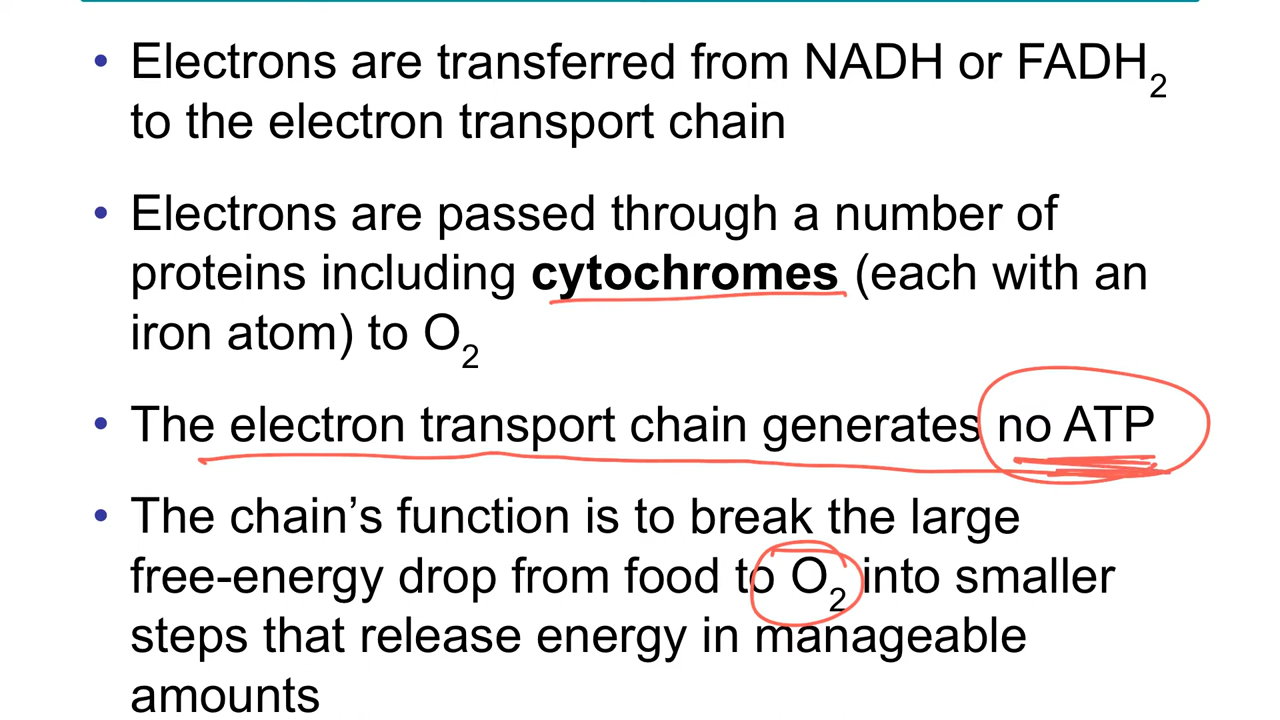 • Electrons are transferred from NADH or FADH₂
to the electron transport chain
• Electrons are passed through a number of
proteins including cytochromes (each with an
iron atom) to O₂
• The electron transport chain generates no ATP
• The chain’s function is to break the large
free-energy drop from food to O₂ into smaller
steps that release energy in manageable
amounts